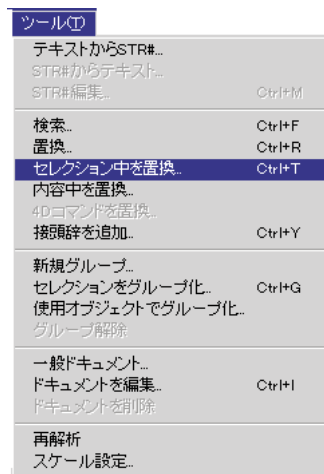 ツール(T)
テキストからSTR#...
STR#からテキスト...
STR#編集... Ctrl+M
検索... Ctrl+F
置換... Ctrl+R
セレクション中を置換... Ctrl+T
内容中を置換...
4Dコマンドを置換...
接頭辞を追加... Ctrl+Y
新規グループ...
セレクションをグループ化... Ctrl+G
使用オブジェクトでグループ化...
グループ解除
一般ドキュメント...
ドキュメントを編集... Ctrl+I
ドキュメントを削除
再解析
スケール設定...